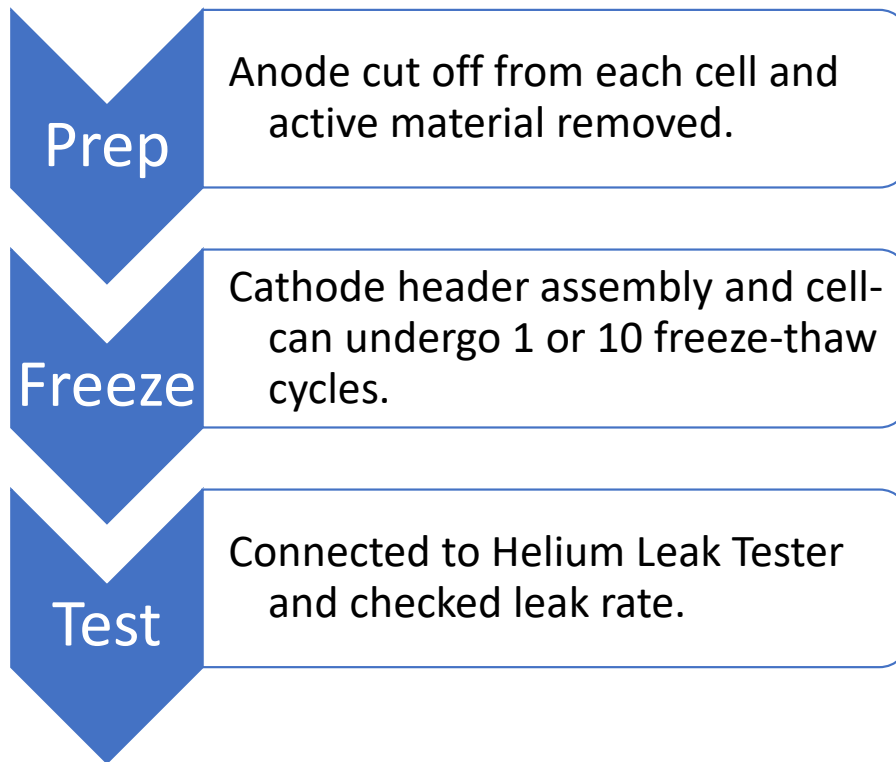 Prep
Anode cut off from each cell and
active material removed.
Freeze
Cathode header assembly and cell-
can undergo 1 or 10 freeze-thaw
cycles.
Test
Connected to Helium Leak Tester
and checked leak rate.